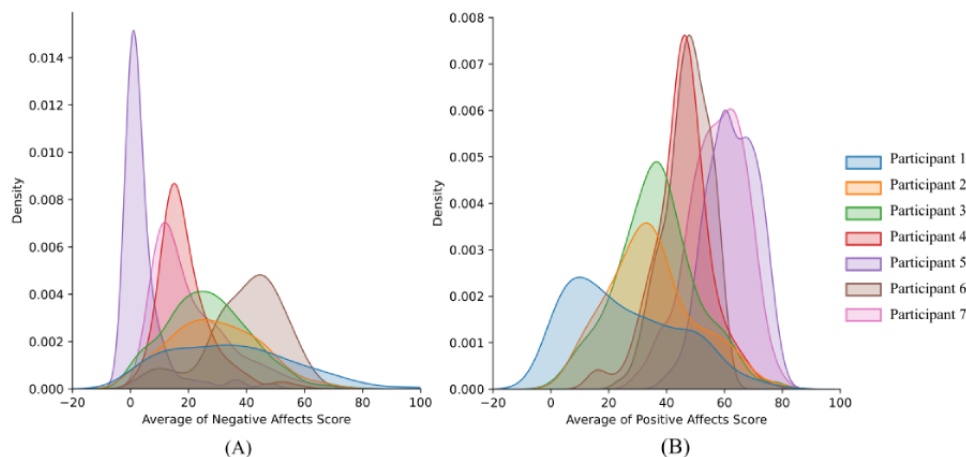 0.014
0.012
0.010
0.008
0.006
0.004
0.002
0.000
Density
−20 0 20 40 60 80 100
Average of Negative Affects Score
(A)
0.008
0.007
0.006
0.005
0.004
0.003
0.002
0.001
0.000
Density
−20 0 20 40 60 80 100
Average of Positive Affects Score
(B)
Participant 1
Participant 2
Participant 3
Participant 4
Participant 5
Participant 6
Participant 7